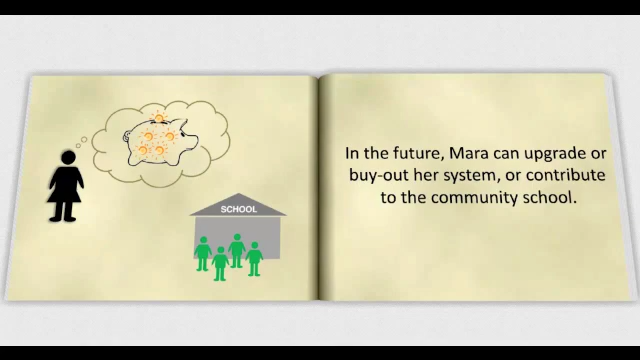 SCHOOL
In the future, Mara can upgrade or
buy-out her system, or contribute
to the community school.